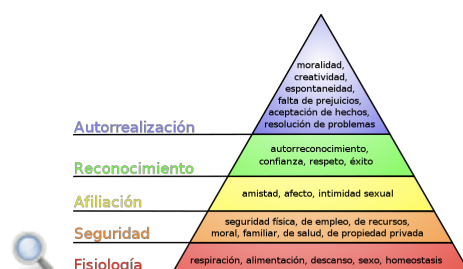 moralidad,
creatividad,
espontaneidad,
falta de prejuicios,
aceptación de hechos,
resolución de problemas
Autorrealización
autorreconocimiento,
confianza, respeto, éxito
Reconocimiento
amistad, afecto, intimidad sexual
Afiliación
seguridad física, de empleo, de recursos,
moral, familiar, de salud, de propiedad privada
Seguridad
respiración, alimentación, descanso, sexo, homeostasis
Fisiología